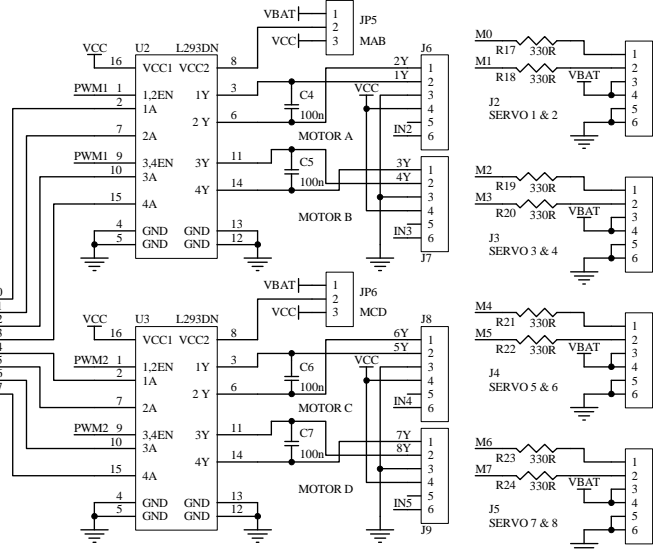 VBAT
VCC
1
2
3
JP5
MAB
VCC
U2
L293DN
16
VCC1
VCC2
8
PWM1
1
1,2EN
1Y
3
2
1A
7
2A
2 Y
6
PWM1
9
3,4EN
3Y
11
10
3A
4Y
14
15
4A
4
GND
GND
13
5
GND
GND
12
C4
100n
MOTOR A
C5
100n
MOTOR B
J6
2Y
1
1Y
2
VCC
3
4
5
IN2
6
3Y
1
4Y
2
3
4
5
IN3
6
J7
M0
R17
330R
M1
R18
330R
VBAT
J2
SERVO 1 & 2
1
2
3
4
5
6
M2
R19
330R
M3
R20
330R
VBAT
J3
SERVO 3 & 4
1
2
3
4
5
6
VBAT
VCC
1
2
3
JP6
MCD
VCC
U3
L293DN
16
VCC1
VCC2
8
PWM2
1
1,2EN
1Y
3
2
1A
7
2A
2 Y
6
PWM2
9
3,4EN
3Y
11
10
3A
4Y
14
15
4A
4
GND
GND
13
5
GND
GND
12
C6
100n
MOTOR C
C7
100n
MOTOR D
J8
6Y
1
5Y
2
VCC
3
4
5
IN4
6
7Y
1
8Y
2
3
4
5
IN5
6
J9
M4
R21
330R
M5
R22
330R
VBAT
J4
SERVO 5 & 6
1
2
3
4
5
6
M6
R23
330R
M7
R24
330R
VBAT
J5
SERVO 7 & 8
1
2
3
4
5
6